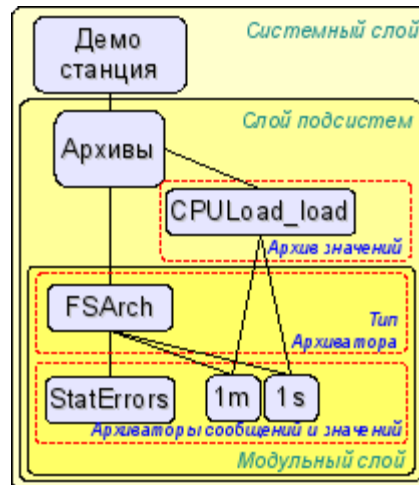 Демо
станция
Системный слой
Слой подсистем
Архивы
CPULoad_load
Архив значений
FSArch
Тип
Архиватора
StatErrors
1m
1s
Архиваторы сообщений и значений
Модульный слой